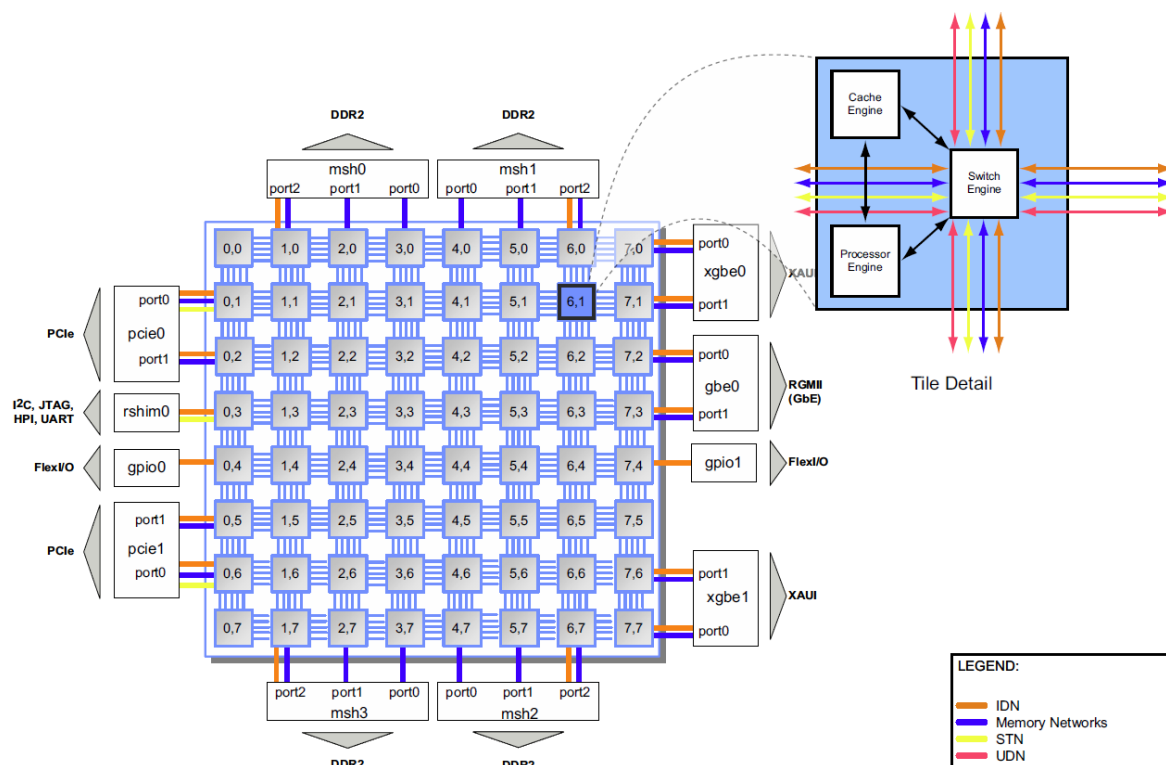 DDR2
DDR2
msh0
port2 port1 port0
msh1
port0 port1 port2
Cache
Engine
Switch
Engine
Processor
Engine
Tile Detail
0,0 1,0 2,0 3,0 4,0 5,0 6,0 7,0
0,1 1,1 2,1 3,1 4,1 5,1 6,1 7,1
0,2 1,2 2,2 3,2 4,2 5,2 6,2 7,2
0,3 1,3 2,3 3,3 4,3 5,3 6,3 7,3
0,4 1,4 2,4 3,4 4,4 5,4 6,4 7,4
0,5 1,5 2,5 3,5 4,5 5,5 6,5 7,5
0,6 1,6 2,6 3,6 4,6 5,6 6,6 7,6
0,7 1,7 2,7 3,7 4,7 5,7 6,7 7,7
PCIe
port0
pcie0
port1
I2C, JTAG,
HPI, UART
rshim0
FlexI/O
gpio0
PCIe
port1
pcie1
port0
port0
xgbe0
port1
XAUI
port0
gbe0
port1
RGMII
(GbE)
gpio1
FlexI/O
port1
xgbe1
port0
XAUI
port2 port1 port0
msh3
port0 port1 port2
msh2
DDR2
DDR2
LEGEND:
IDN
Memory Networks
STN
UDN